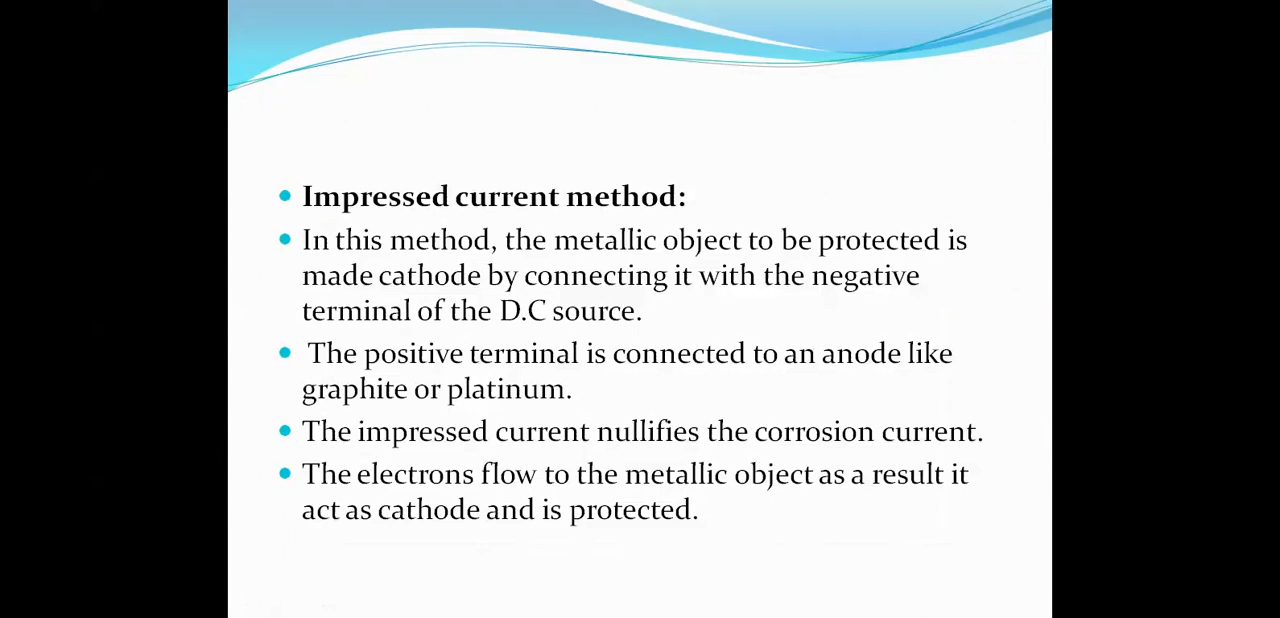 Impressed current method:
In this method, the metallic object to be protected is
made cathode by connecting it with the negative
terminal of the D.C source.
The positive terminal is connected to an anode like
graphite or platinum.
The impressed current nullifies the corrosion current.
The electrons flow to the metallic object as a result it
act as cathode and is protected.